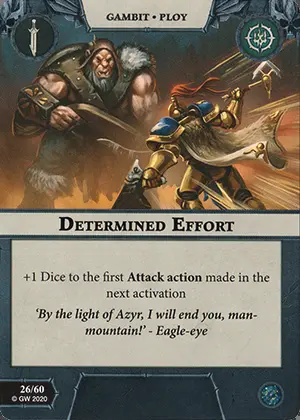 GAMBIT • PLOY
DETERMINED EFFORT
+1 Dice to the first Attack action made in the
next activation
‘By the light of Azyr, I will end you, man-
mountain!’ - Eagle-eye
26/60
© GW 2020